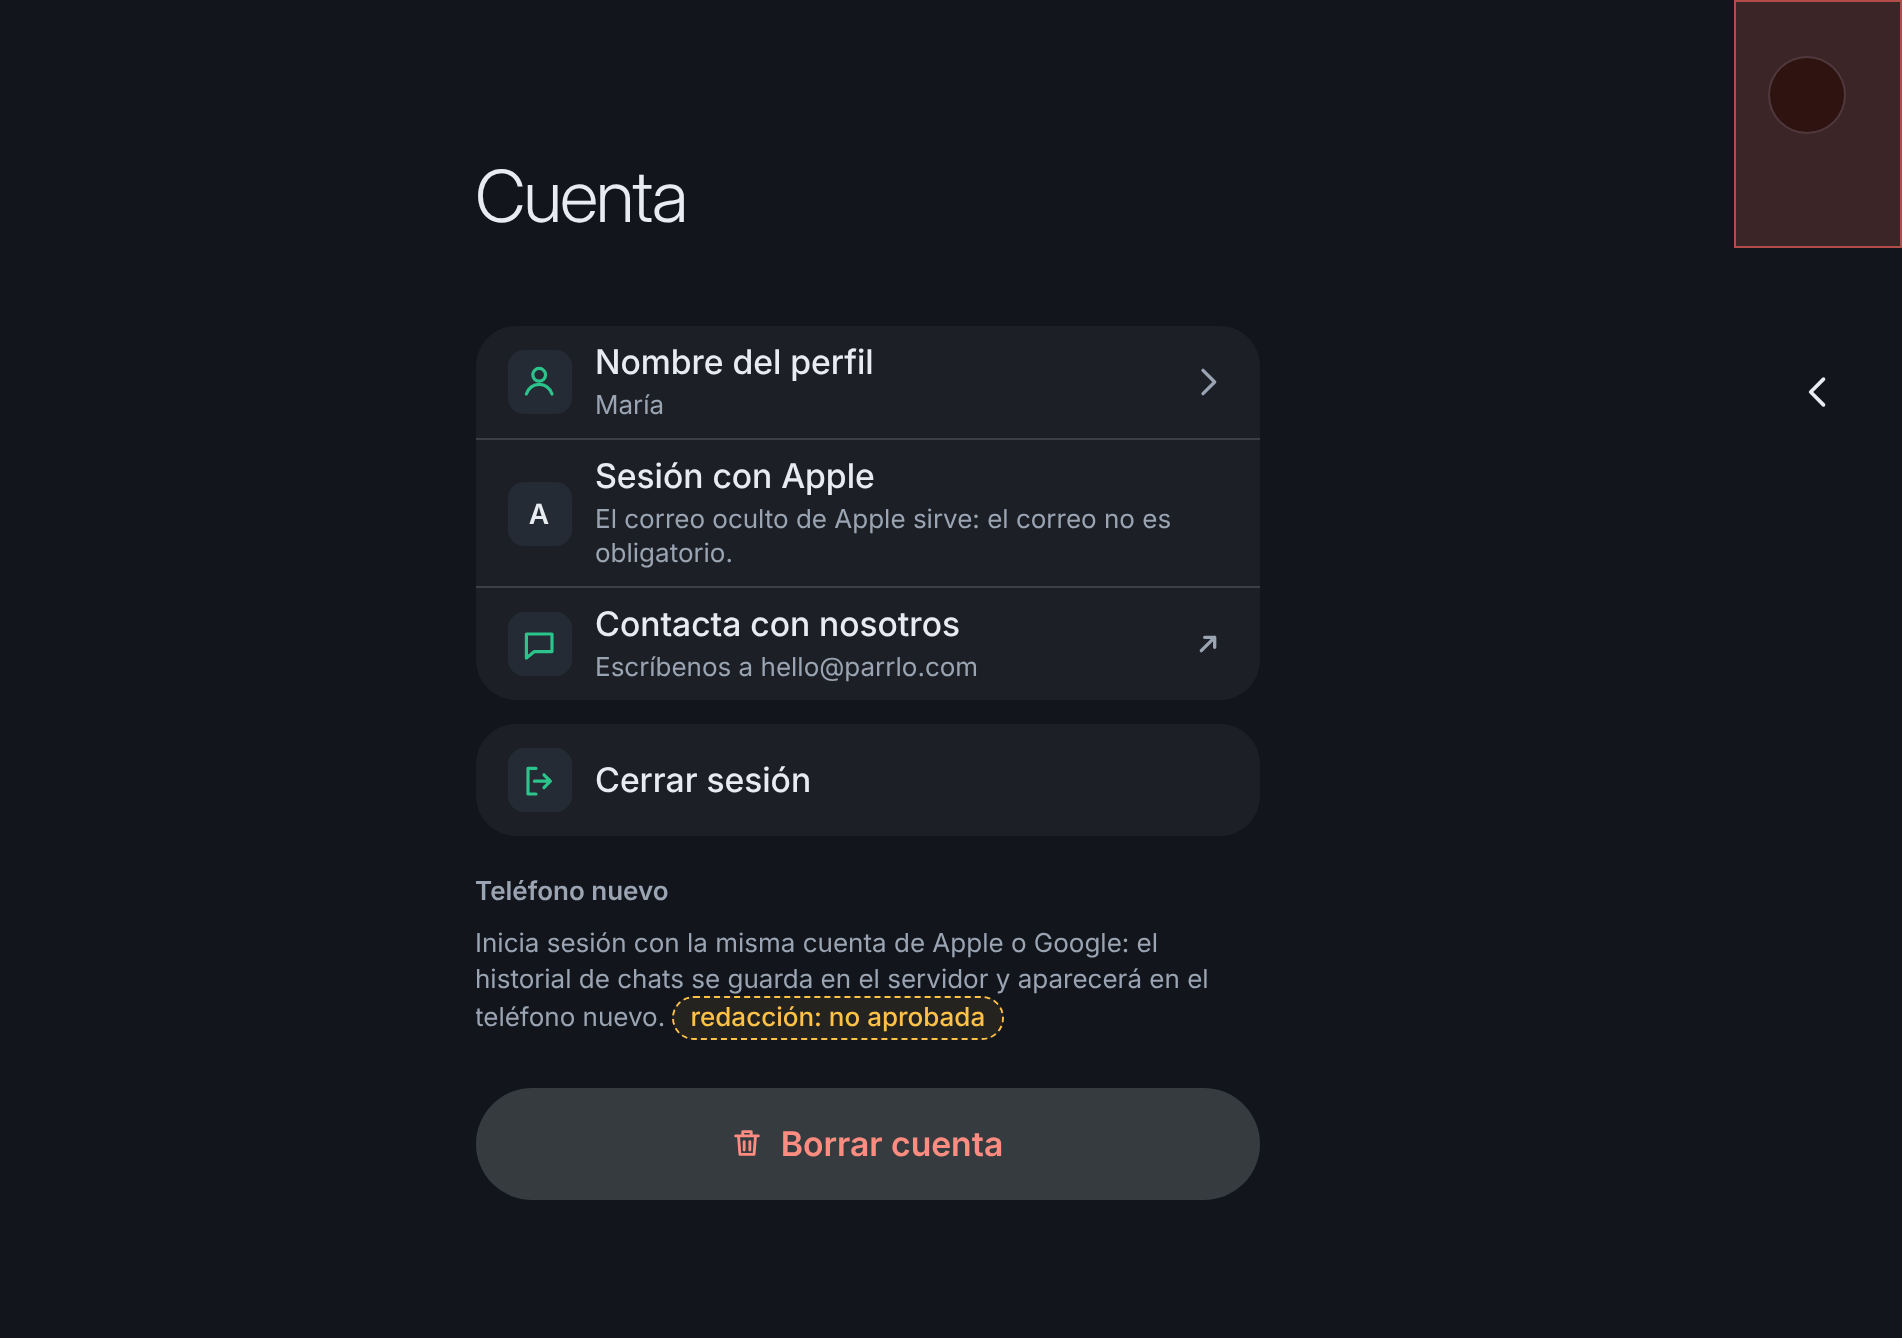 Cuenta
Nombre del perfil
María
A
Sesión con Apple
El correo oculto de Apple sirve: el correo no es
obligatorio.
Contacta con nosotros
Escríbenos a hello@parrlo.com
Cerrar sesión
Teléfono nuevo
Inicia sesión con la misma cuenta de Apple o Google: el
historial de chats se guarda en el servidor y aparecerá en el
teléfono nuevo. redacción: no aprobada
Borrar cuenta